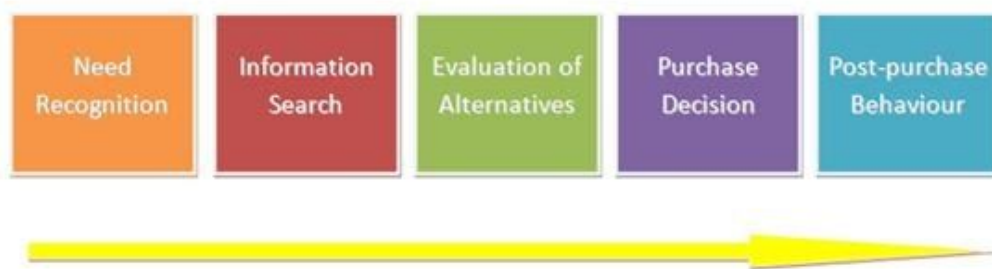 Need
Recognition
Information
Search
Evaluation of
Alternatives
Purchase
Decision
Post-purchase
Behaviour